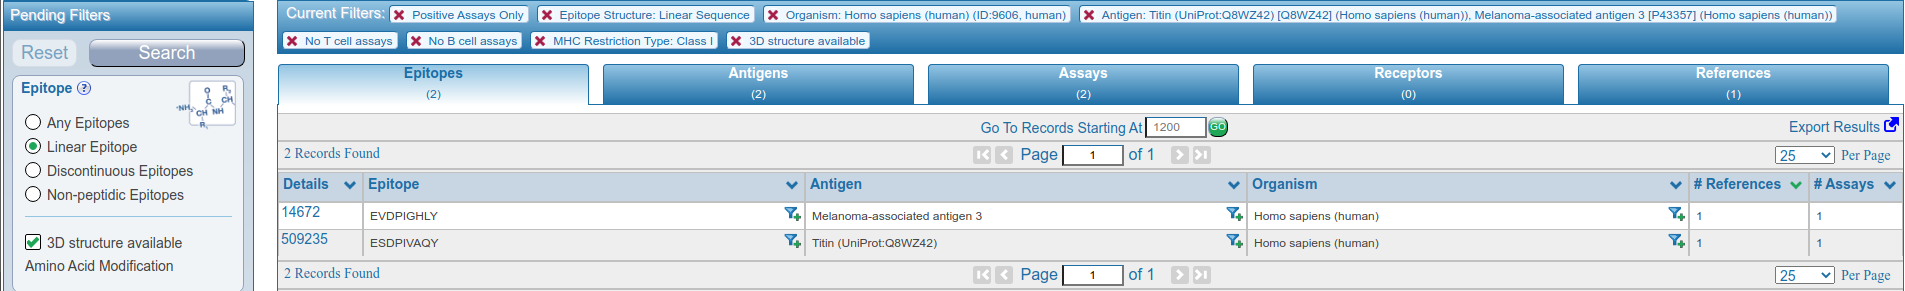 Pending Filters
Reset Search
Epitope ?
Any Epitopes
Linear Epitope
Discontinuous Epitopes
Non-peptidic Epitopes
3D structure available
Amino Acid Modification
Current Filters: Positive Assays Only Epitope Structure: Linear Sequence Organism: Homo sapiens (human) (ID:9606, human) Antigen: Titin (UniProt:Q8WZ42) [Q8WZ42] (Homo sapiens (human)), Melanoma-associated antigen 3 [P43357] (Homo sapiens (human))
No T cell assays No B cell assays MHC Restriction Type: Class I 3D structure available
Epitopes Antigens Assays Receptors References
(2) (2) (2) (0) (1)
Go To Records Starting At 1200 GO
Export Results
2 Records Found Page 1 of 1 25 Per Page
Details Epitope Antigen Organism # References # Assays
14672 EVDPIGHLY Melanoma-associated antigen 3 Homo sapiens (human) 1 1
509235 ESDPIVAQY Titin (UniProt:Q8WZ42) Homo sapiens (human) 1 1
2 Records Found Page 1 of 1 25 Per Page